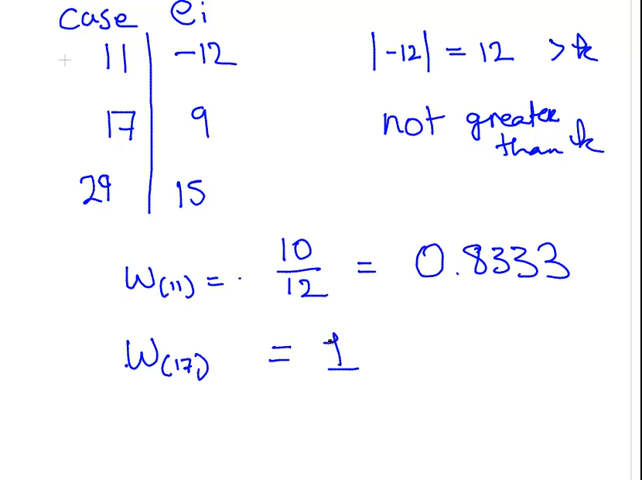 case ei
11 -12 |-12| = 12 > k
17 9 not greater than k
29 15
W(11) = 10/12 = 0.8333
W(17) = 1